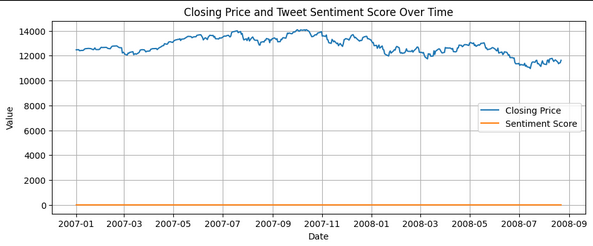 Closing Price and Tweet Sentiment Score Over Time
14000
12000
10000
8000
6000
4000
2000
0
Value
Closing Price
Sentiment Score
2007-01 2007-03 2007-05 2007-07 2007-09 2007-11 2008-01 2008-03 2008-05 2008-07 2008-09
Date